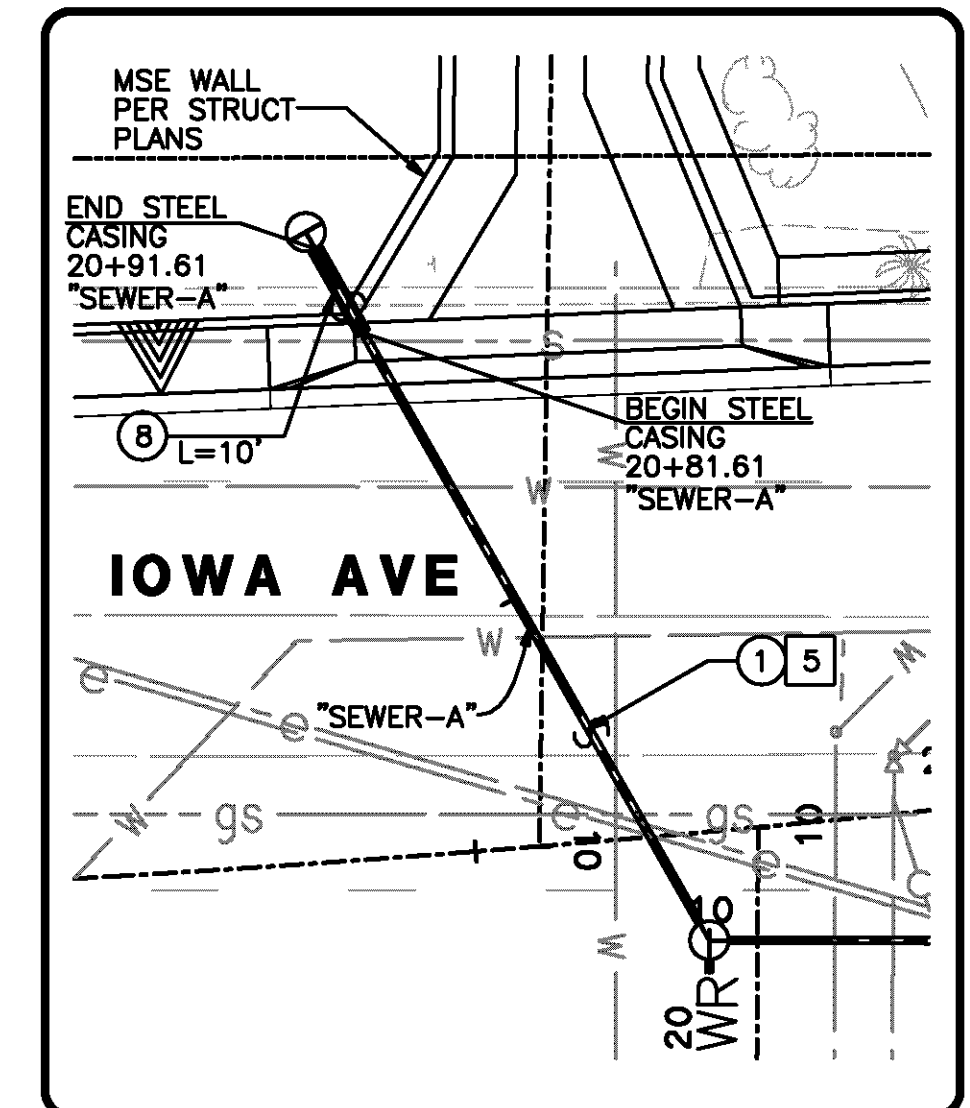 MSE WALL
PER STRUCT
PLANS
END STEEL
CASING
20+91.61
"SEWER-A"
S
8
L=10'
BEGIN STEEL
CASING
20+81.61
"SEWER-A"
W
W
IOWA AVE
W
W
1
5
e
"SEWER-A"
e
W
gs
e
gs
10
10
e
W
10
20
WR